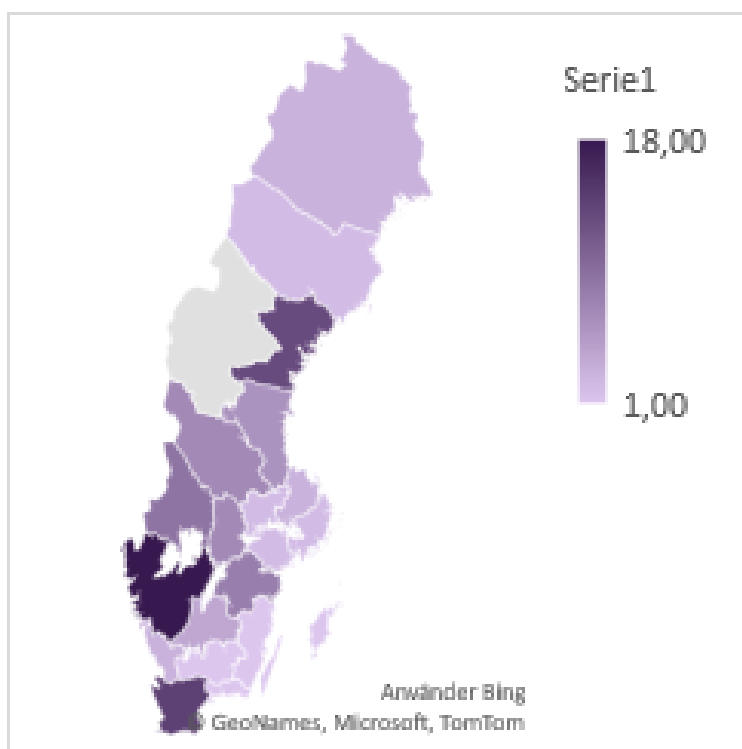 Serie1
18,00
1,00
Använder Bing
© GeoNames, Microsoft, TomTom